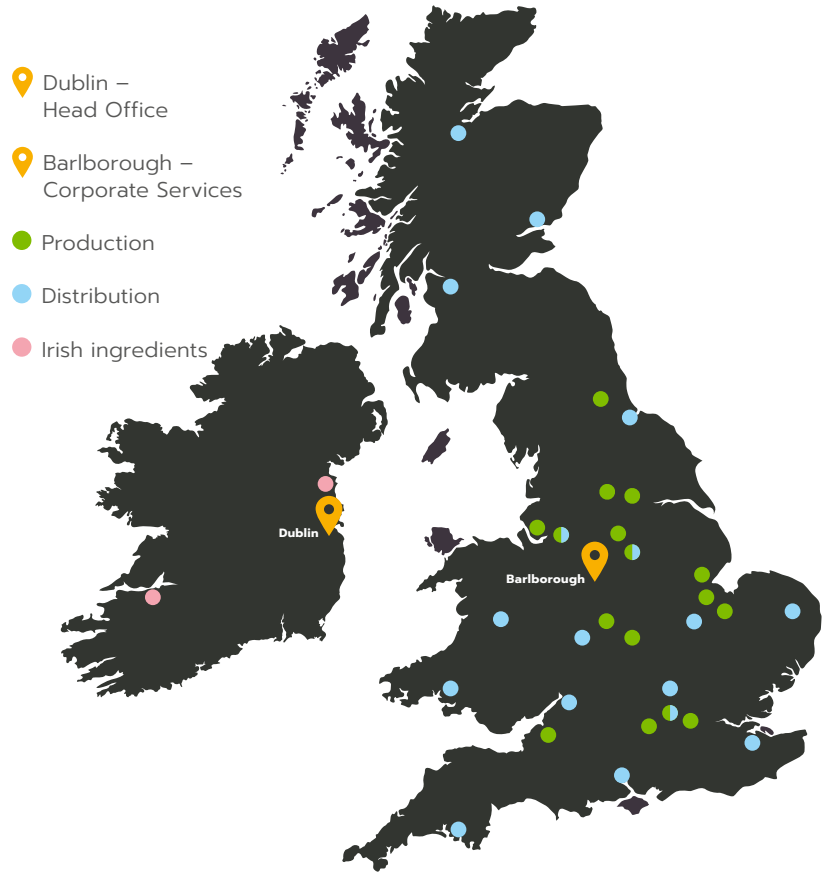 Dublin –
Head Office
Barlborough –
Corporate Services
Production
Distribution
Irish ingredients
Dublin
Barlborough